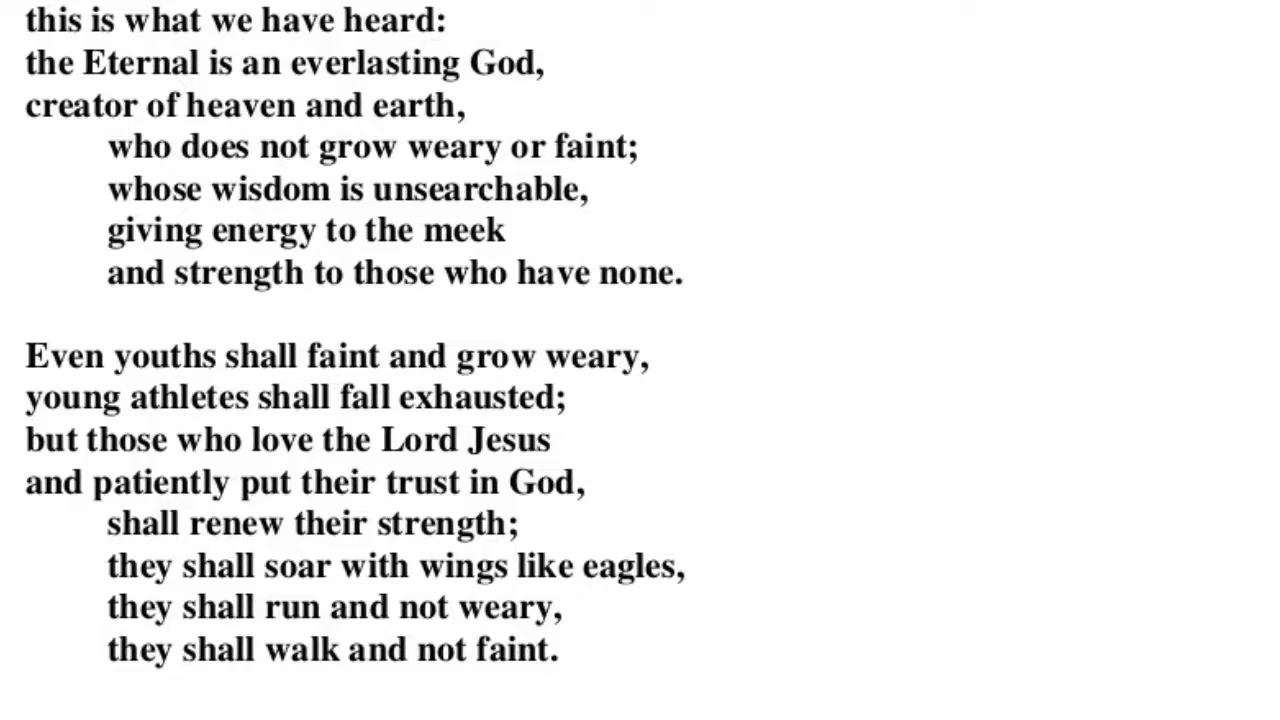 this is what we have heard:
the Eternal is an everlasting God,
creator of heaven and earth,
who does not grow weary or faint;
whose wisdom is unsearchable,
giving energy to the meek
and strength to those who have none.
Even youths shall faint and grow weary,
young athletes shall fall exhausted;
but those who love the Lord Jesus
and patiently put their trust in God,
shall renew their strength;
they shall soar with wings like eagles,
they shall run and not weary,
they shall walk and not faint.